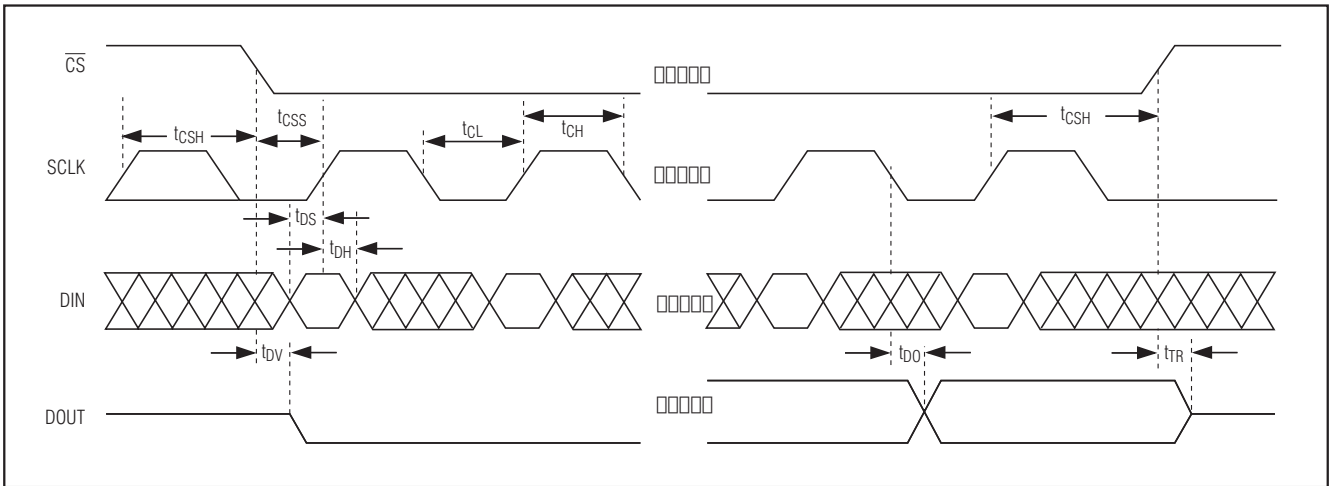 CS
tCSS
tCSH
tCL
tCH
tCSH
SCLK
tDS
tDH
DIN
tDV
tDO
tTR
DOUT